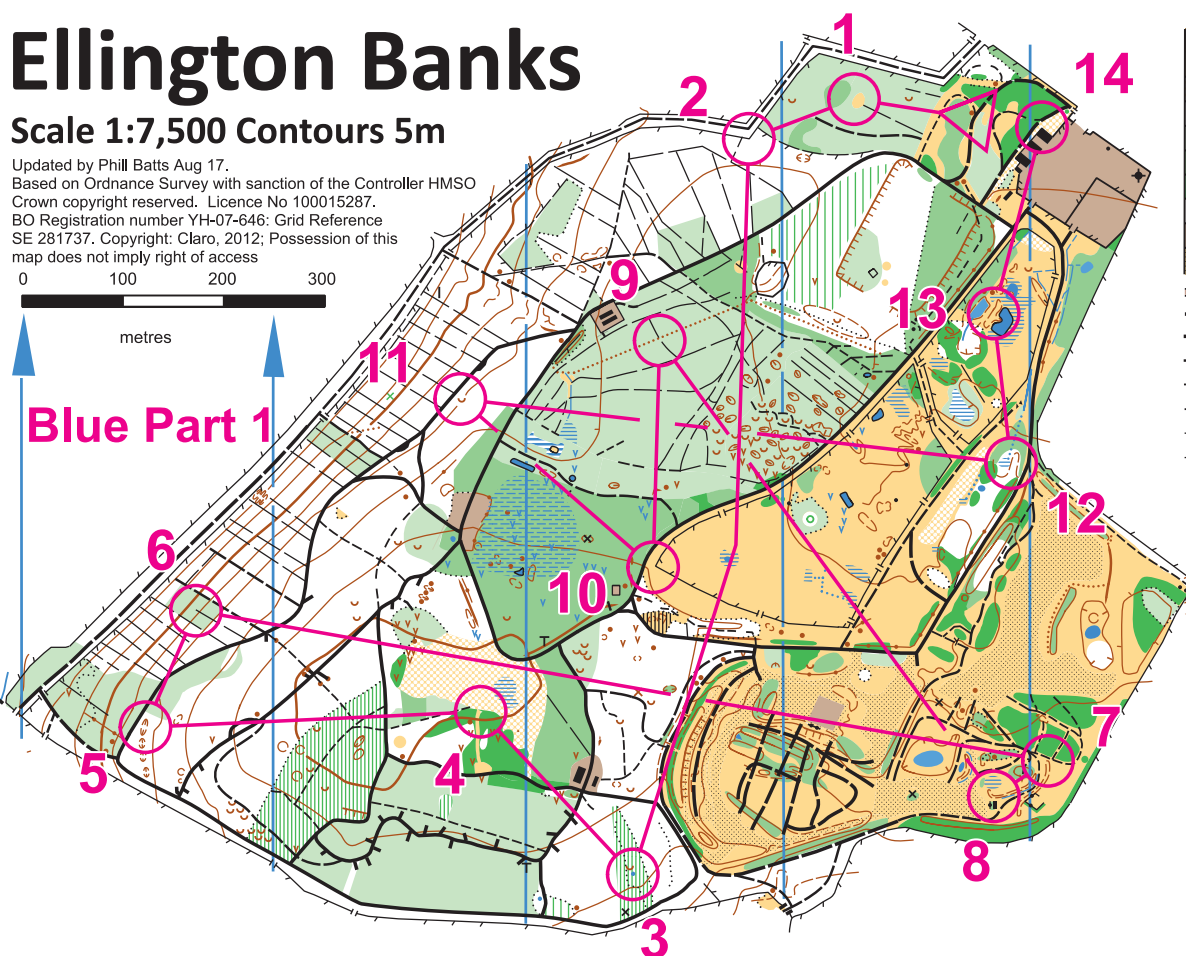 Ellington Banks
Scale 1:7,500 Contours 5m
Updated by Phill Batts Aug 17.
Based on Ordnance Survey with sanction of the Controller HMSO
Crown copyright reserved. Licence No 100015287.
BO Registration number YH-07-646: Grid Reference
SE 281737. Copyright: Claro, 2012; Possession of this
map does not imply right of access
0 100 200 300
metres
Blue Part 1
1
2
14
9
13
11
12
6
10
7
5
4
8
3